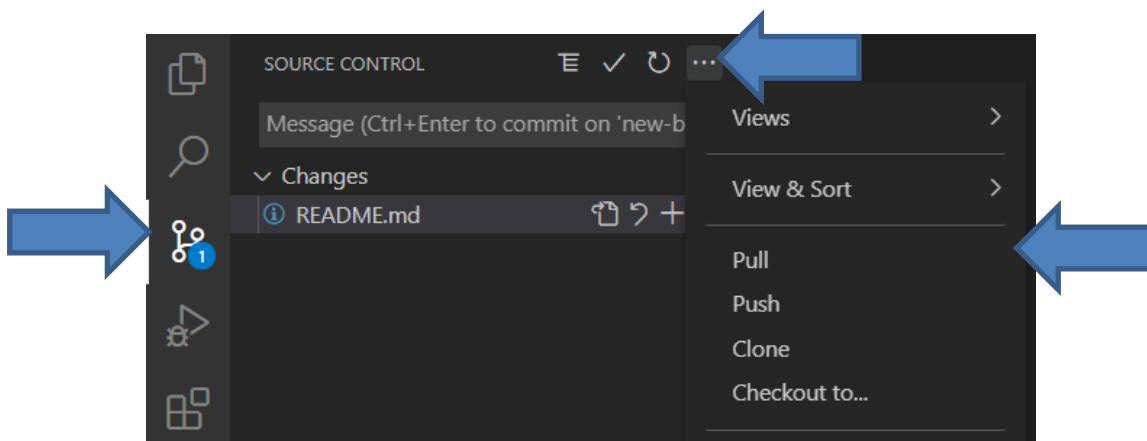 SOURCE CONTROL
Message (Ctrl+Enter to commit on 'new-b
Changes
README.md
1
Views
View & Sort
Pull
Push
Clone
Checkout to...